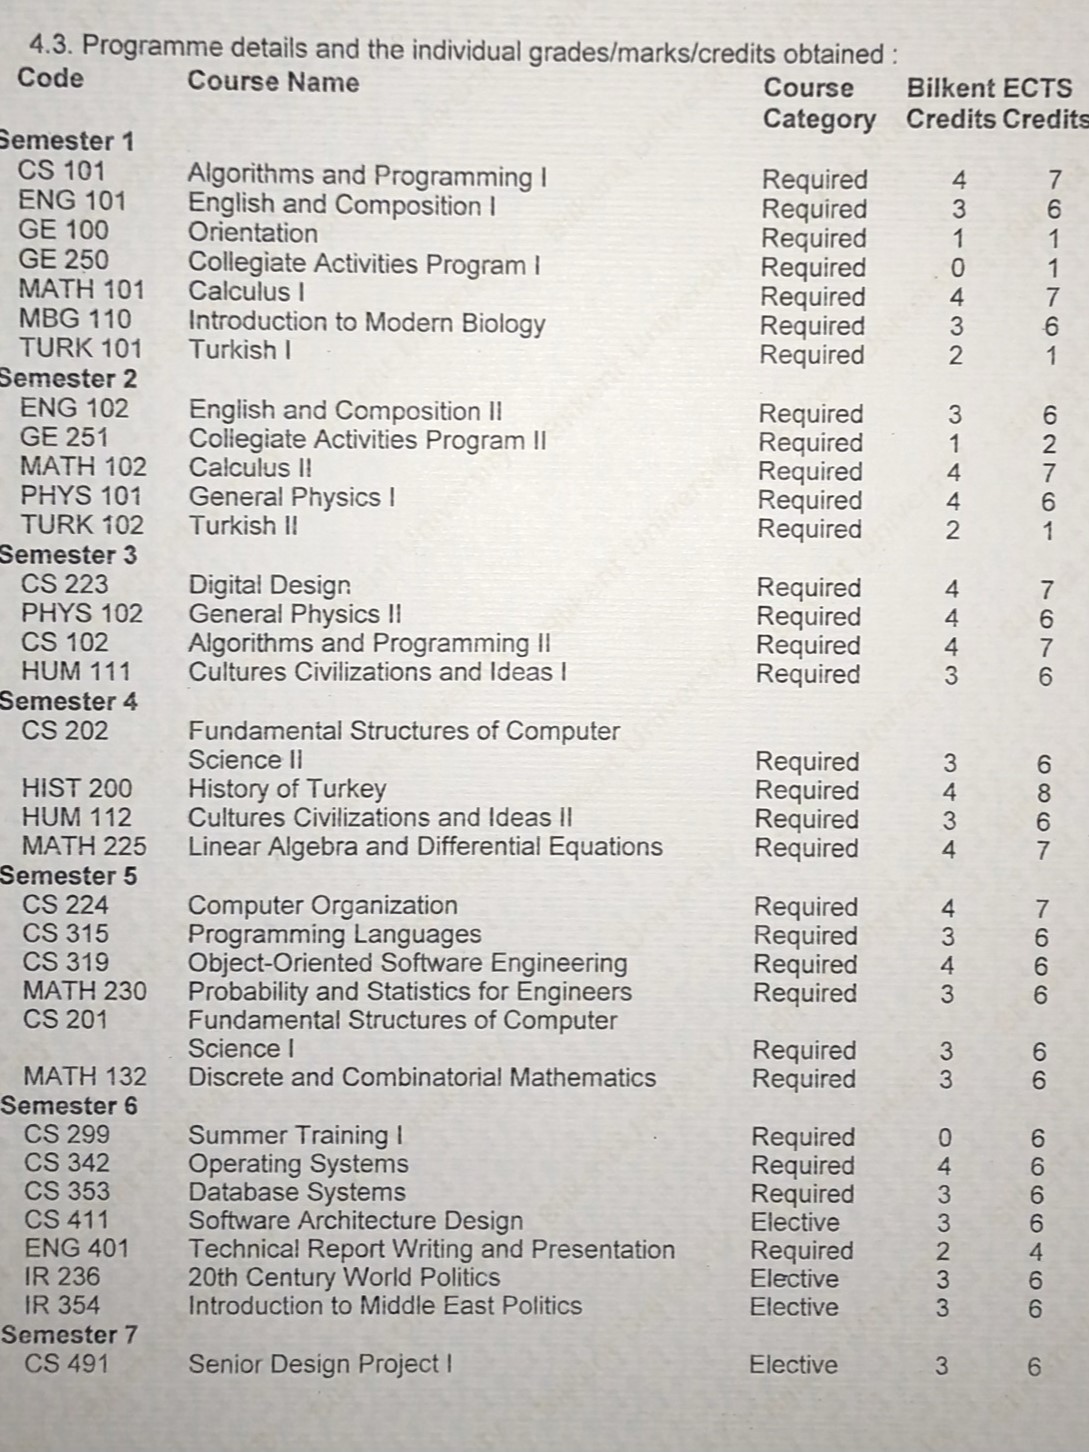 4.3. Programme details and the individual grades/marks/credits obtained :
Code Course Name Course Category Bilkent Credits ECTS Credits
Semester 1
CS 101 Algorithms and Programming I Required 4 7
ENG 101 English and Composition I Required 3 6
GE 100 Orientation Required 1 1
GE 250 Collegiate Activities Program I Required 0 1
MATH 101 Calculus I Required 4 7
MBG 110 Introduction to Modern Biology Required 3 6
TURK 101 Turkish I Required 2 1
Semester 2
ENG 102 English and Composition II Required 3 6
GE 251 Collegiate Activities Program II Required 1 2
MATH 102 Calculus II Required 4 7
PHYS 101 General Physics I Required 4 6
TURK 102 Turkish II Required 2 1
Semester 3
CS 223 Digital Design Required 4 7
PHYS 102 General Physics II Required 4 6
CS 102 Algorithms and Programming II Required 4 7
HUM 111 Cultures Civilizations and Ideas I Required 3 6
Semester 4
CS 202 Fundamental Structures of Computer
Science II Required 3 6
HIST 200 History of Turkey Required 4 8
HUM 112 Cultures Civilizations and Ideas II Required 3 6
MATH 225 Linear Algebra and Differential Equations Required 4 7
Semester 5
CS 224 Computer Organization Required 4 7
CS 315 Programming Languages Required 3 6
CS 319 Object-Oriented Software Engineering Required 4 6
MATH 230 Probability and Statistics for Engineers Required 3 6
CS 201 Fundamental Structures of Computer
Science I Required 3 6
MATH 132 Discrete and Combinatorial Mathematics Required 3 6
Semester 6
CS 299 Summer Training I Required 0 6
CS 342 Operating Systems Required 4 6
CS 353 Database Systems Required 3 6
CS 411 Software Architecture Design Elective 3 6
ENG 401 Technical Report Writing and Presentation Required 2 4
IR 236 20th Century World Politics Elective 3 6
IR 354 Introduction to Middle East Politics Elective 3 6
Semester 7
CS 491 Senior Design Project I Elective 3 6